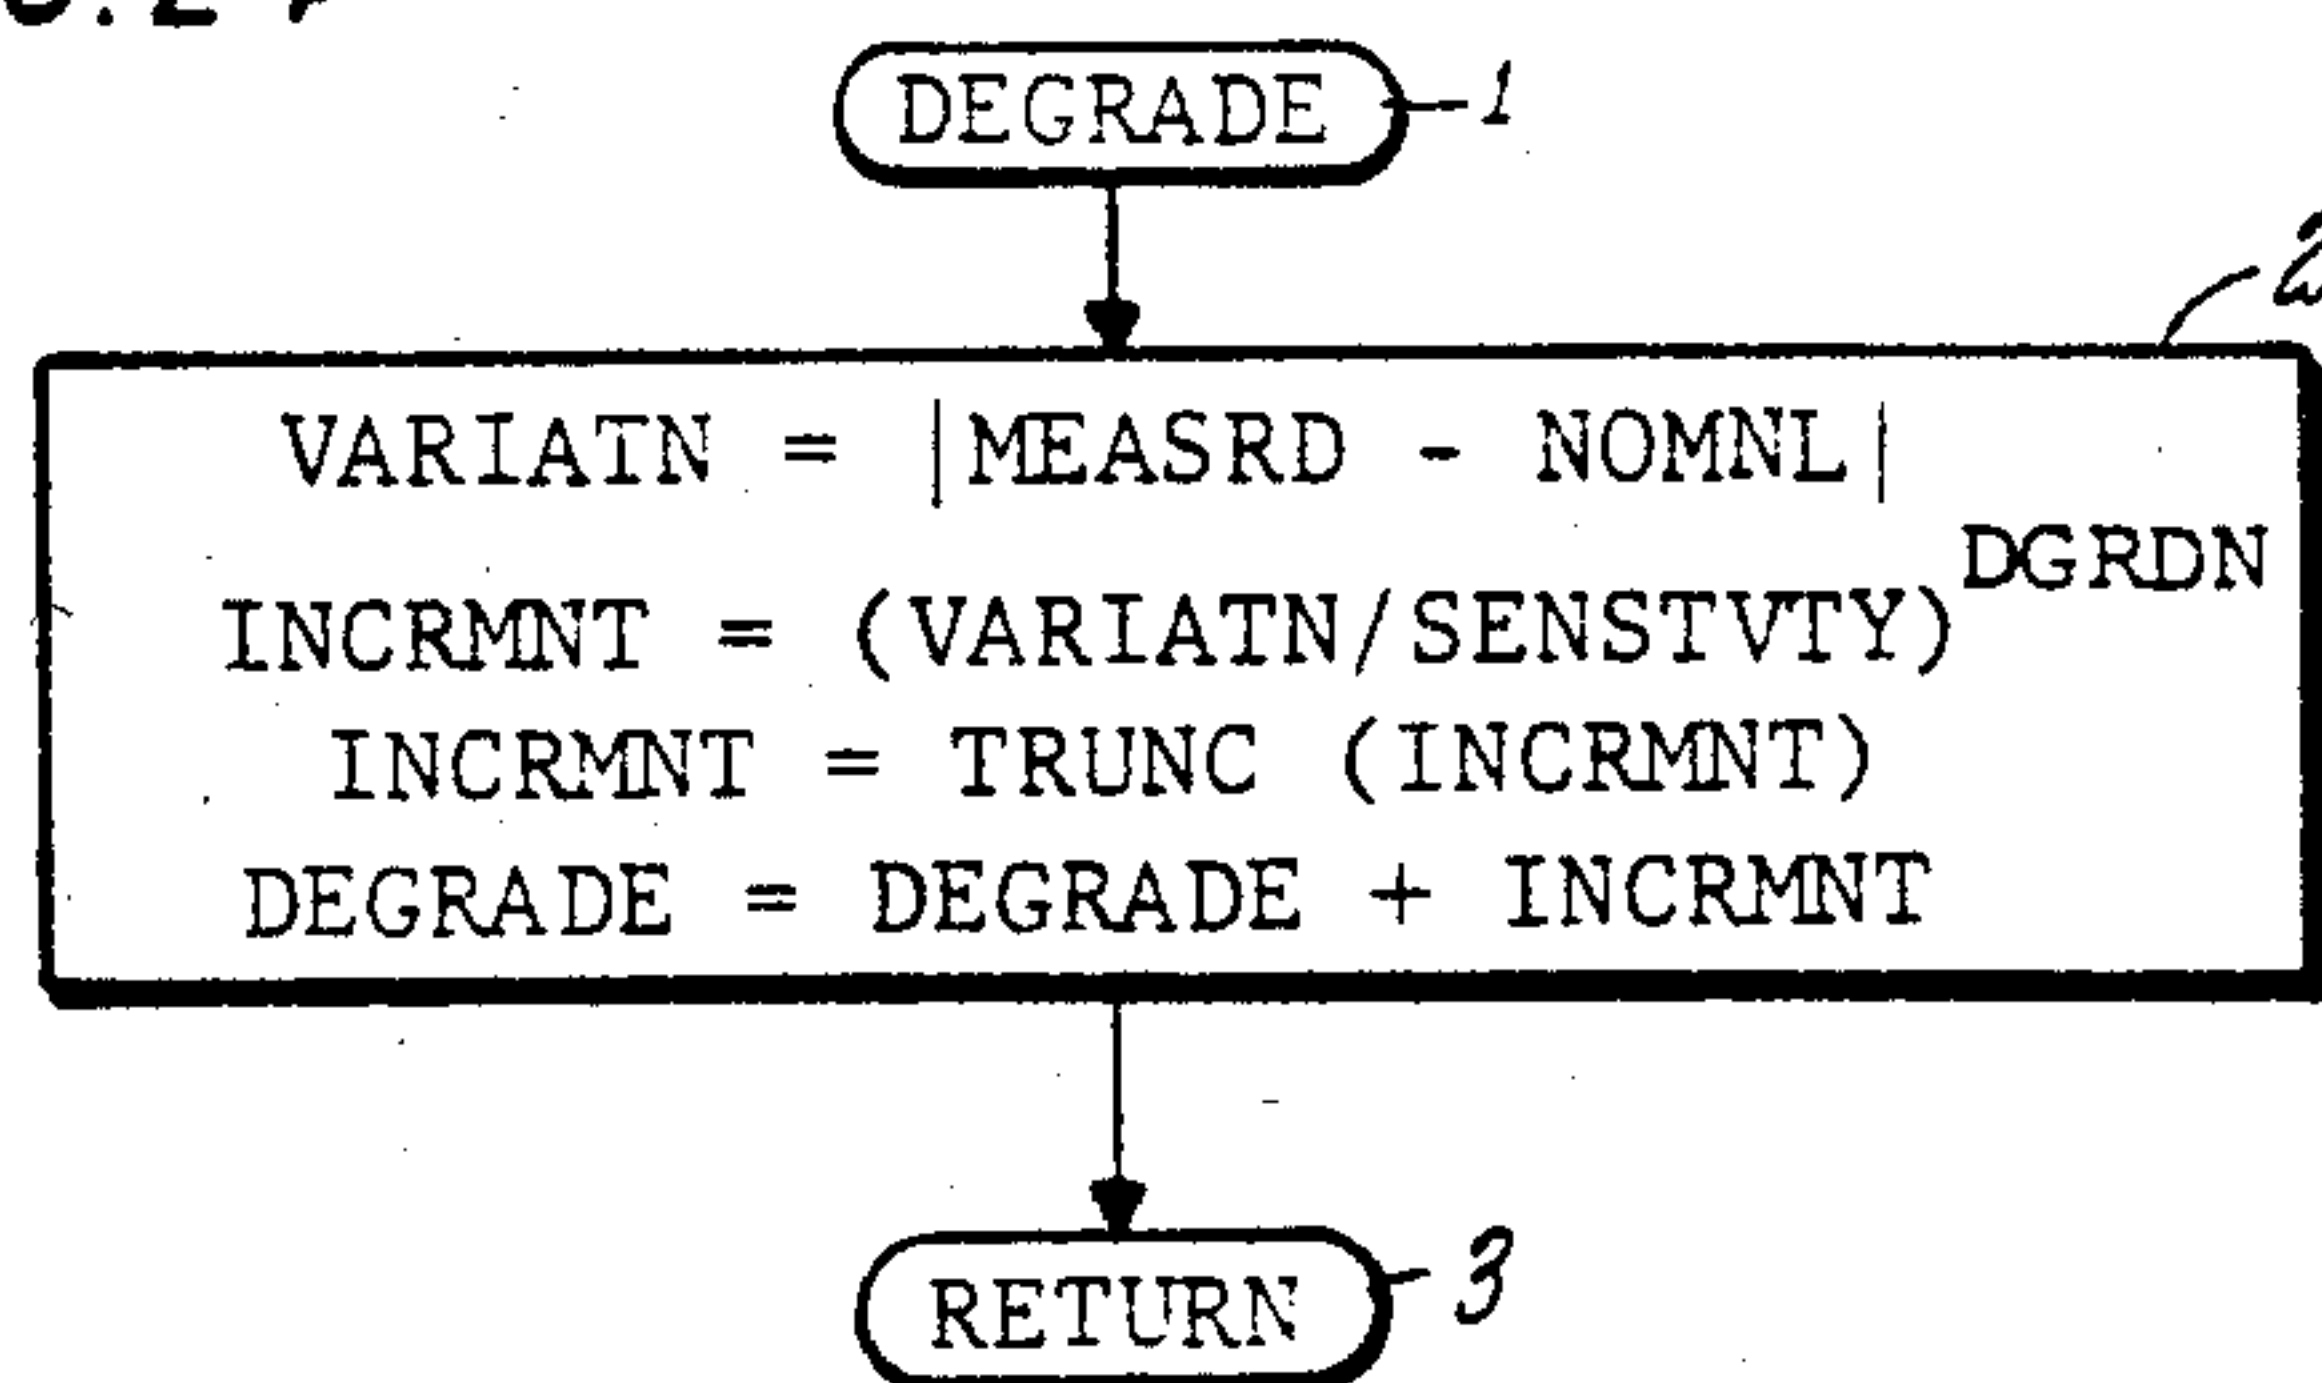 DEGRADE 1
2
VARIATN = |MEASRD - NOMNL|
INCRMNT = (VARIATN/SENSTVTY)^DGRDN
INCRMNT = TRUNC (INCRMNT)
DEGRADE = DEGRADE + INCRMNT
RETURN 3